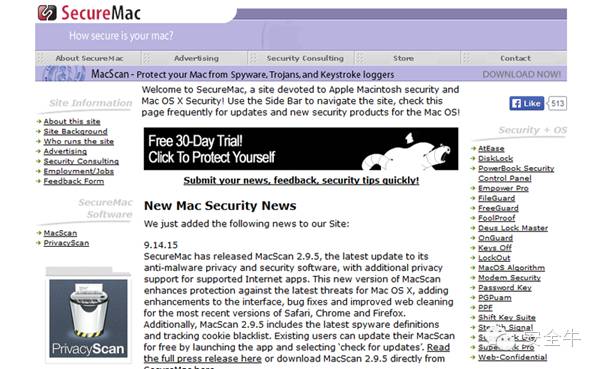 SecureMac
How secure is your mac?
About SecureMac
Advertising
Security Consulting
Store
Contact
MacScan - Protect your Mac from Spyware, Trojans, and Keystroke loggers
DOWNLOAD NOW!
Site Information
About this site
Site Background
Who runs the site
Advertising
Security Consulting
Employment/Jobs
Feedback Form
SecureMac
Software
MacScan
PrivacyScan
PrivacyScan
Welcome to SecureMac, a site devoted to Apple Macintosh security and
Mac OS X Security! Use the Side Bar to navigate the site, check this
page frequently for updates and new security products for the Mac OS!
Free 30-Day Trial!
Click To Protect Yourself
Submit your news, feedback, security tips quickly!
New Mac Security News
We just added the following news to our Site:
9.14.15
SecureMac has released MacScan 2.9.5, the latest update to its
anti-malware privacy and security software, with additional privacy
support for supported Internet apps. This new version of MacScan
enhances protection against the latest threats for Mac OS X, adding
enhancements to the interface, bug fixes and improved web cleaning
for the most recent versions of Safari, Chrome and Firefox.
Additionally, MacScan 2.9.5 includes the latest spyware definitions
and tracking cookie blacklist. Existing users can update their MacScan
for free by launching the app and selecting 'check for updates'. Read
the full press release here or download MacScan 2.9.5 directly from
SecureMac here
Like
513
Security + OS
AtEase
DiskLock
PowerBook Security
Control Panel
Empower Pro
FileGuard
FreeGuard
FoolProof
Deus Lock Master
OnGuard
Keys Off
LockOut
MacOS Algorithm
Modem Security
Password Key
PGPuam
PPF
Shift Key Suite
Signal
Pro
Web-Confidential
安全牛